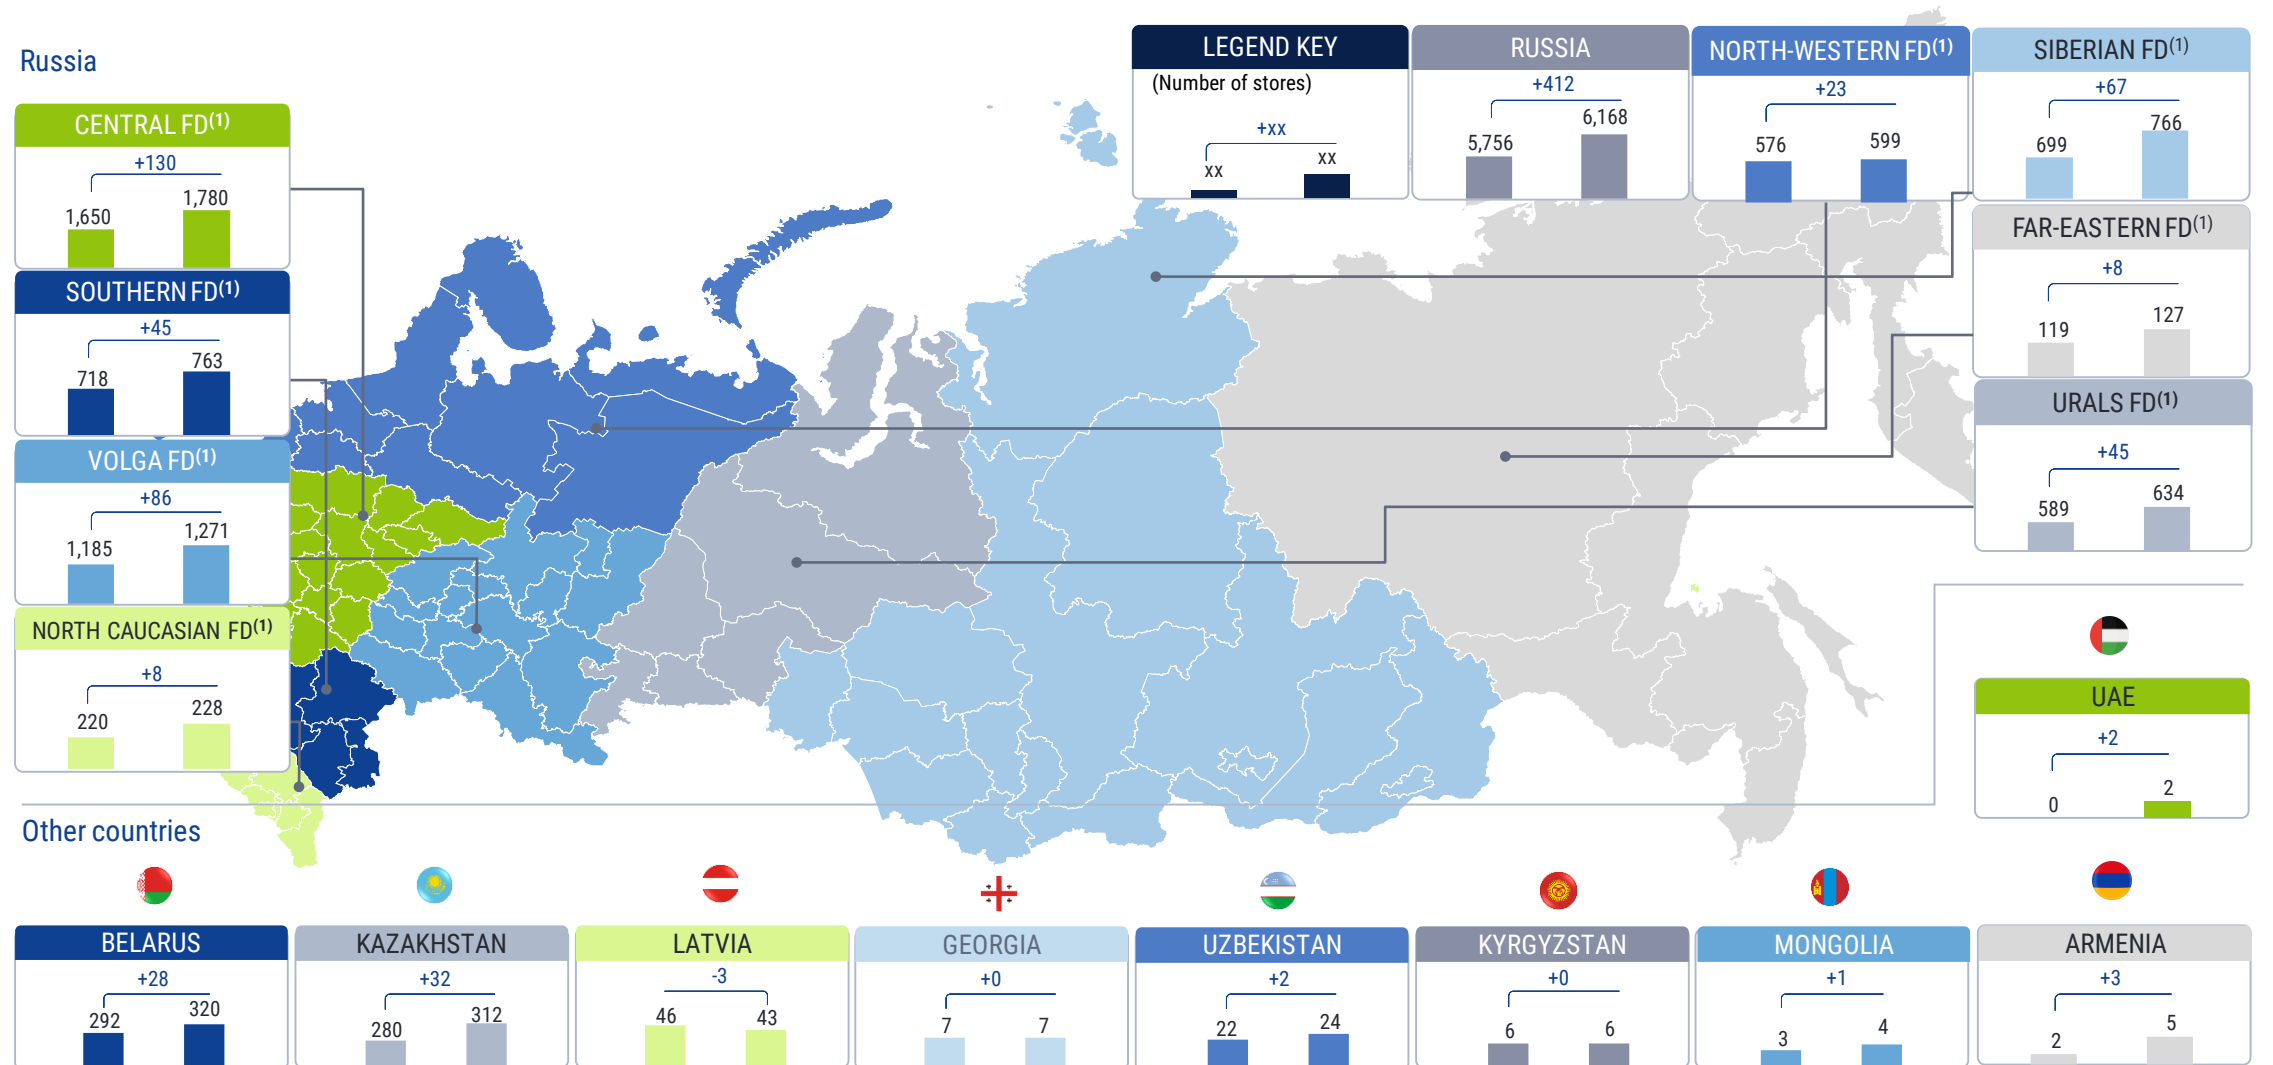 Russia
CENTRAL FD(1)
+130
1,650
1,780
SOUTHERN FD(1)
+45
718
763
VOLGA FD(1)
+86
1,185
1,271
NORTH CAUCASIAN FD(1)
+8
220
228
LEGEND KEY
(Number of stores)
+xx
xx
xx
RUSSIA
+412
5,756
6,168
NORTH-WESTERN FD(1)
+23
576
599
SIBERIAN FD(1)
+67
699
766
FAR-EASTERN FD(1)
+8
119
127
URALS FD(1)
+45
589
634
UAE
+2
0
2
Other countries
BELARUS
+28
292
320
KAZAKHSTAN
+32
280
312
LATVIA
-3
46
43
GEORGIA
+0
7
7
UZBEKISTAN
+2
22
24
KYRGYZSTAN
+0
6
6
MONGOLIA
+1
3
4
ARMENIA
+3
2
5